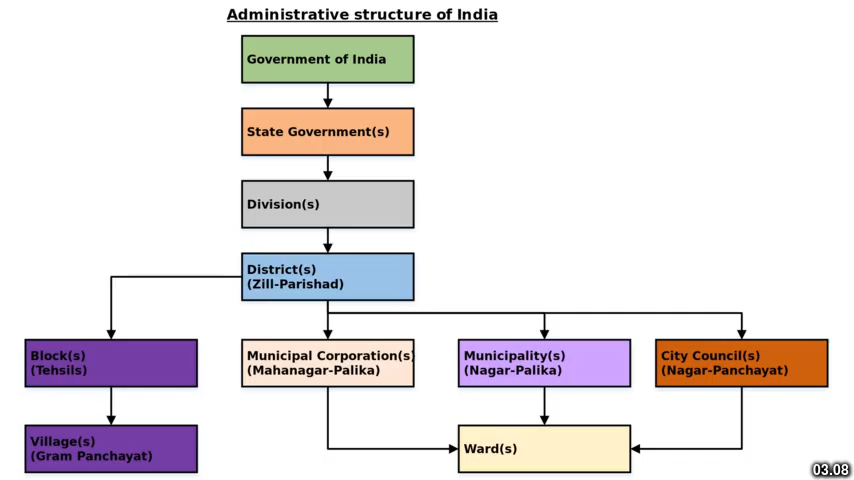 Administrative structure of India
Government of India
State Government(s)
Division(s)
District(s)
(Zill-Parishad)
Block(s)
(Tehsils)
Municipal Corporation(s)
(Mahanagar-Palika)
Municipality(s)
(Nagar-Palika)
City Council(s)
(Nagar-Panchayat)
Village(s)
(Gram Panchayat)
Ward(s)
03.08